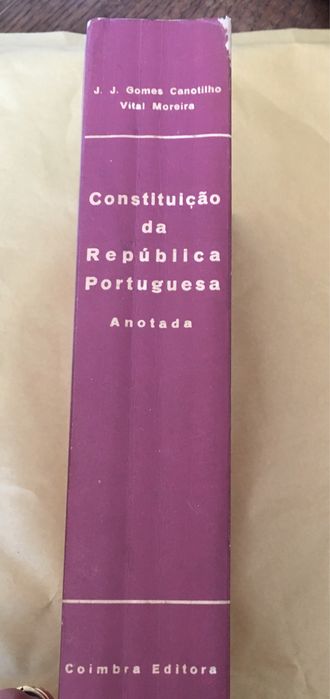 J. J. Gomes Canotilho
Vital Moreira
Constituição
da
República
Portuguesa
Anotada
Coimbra Editora